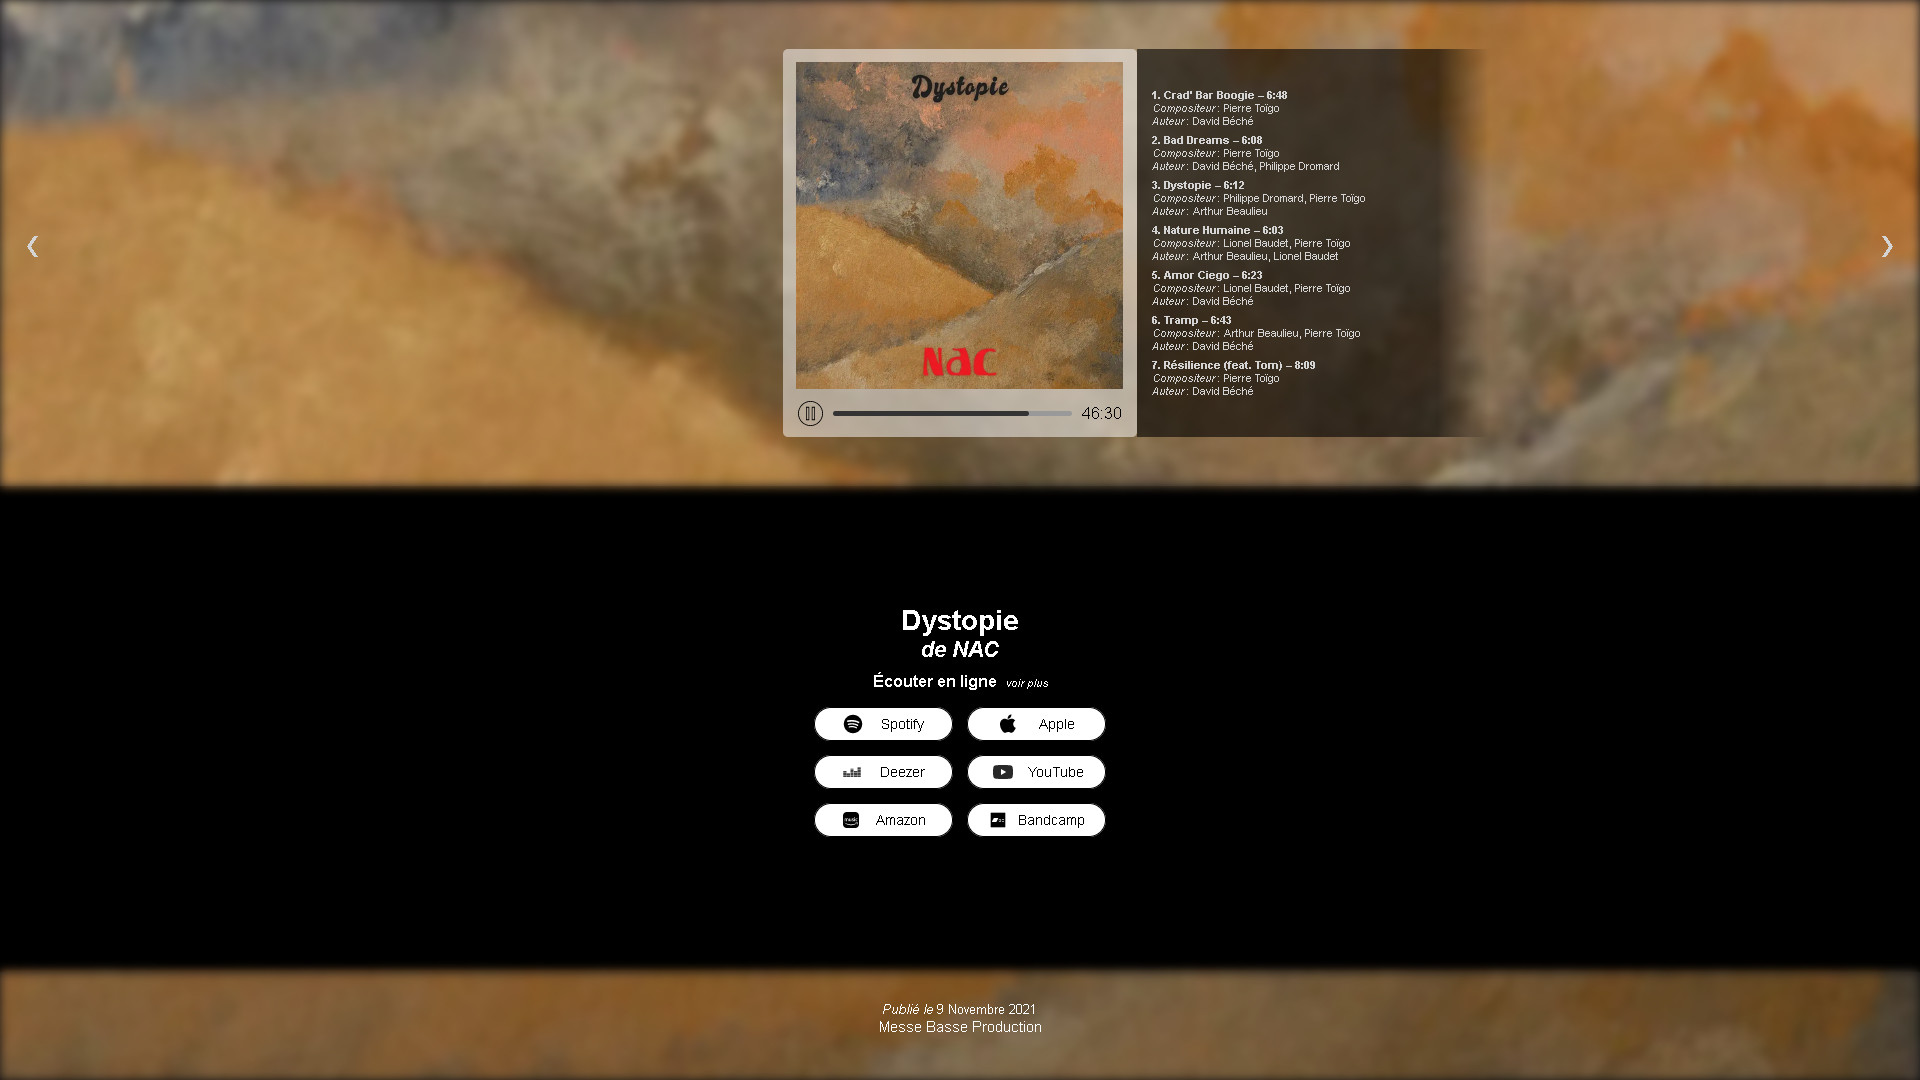 Dystopie
NaC
46:30
1. Crad' Bar Boogie – 6:48
Compositeur : Pierre Toïgo
Auteur : David Béché
2. Bad Dreams – 6:08
Compositeur : Pierre Toïgo
Auteur : David Béché, Philippe Dromard
3. Dystopie – 6:12
Compositeur : Philippe Dromard, Pierre Toïgo
Auteur : Arthur Beaulieu
4. Nature Humaine – 6:03
Compositeur : Lionel Baudet, Pierre Toïgo
Auteur : Arthur Beaulieu, Lionel Baudet
5. Amor Ciego – 6:23
Compositeur : Lionel Baudet, Pierre Toïgo
Auteur : David Béché
6. Tramp – 6:43
Compositeur : Arthur Beaulieu, Pierre Toïgo
Auteur : David Béché
7. Résilience (feat. Tom) – 8:09
Compositeur : Pierre Toïgo
Auteur : David Béché
Dystopie
de NAC
Écouter en ligne voir plus
Spotify
Apple
Deezer
YouTube
Amazon
Bandcamp
Publié le 9 Novembre 2021
Messe Basse Production